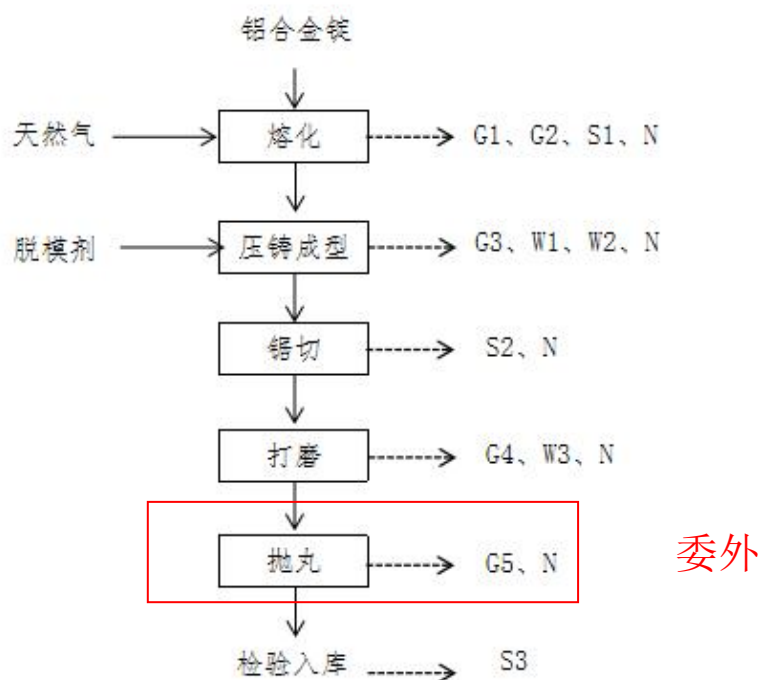 铝合金锭
天然气
熔化
G1、G2、S1、N
脱模剂
压铸成型
G3、W1、W2、N
锯切
S2、N
打磨
G4、W3、N
抛丸
G5、N
委外
检验入库
S3